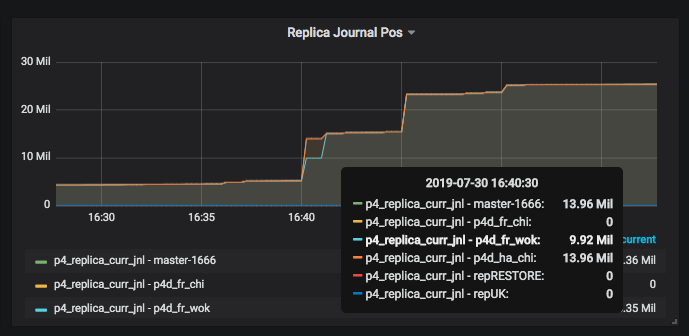 Replica Journal Pos
30 Mil
20 Mil
10 Mil
0
16:30
16:35
16:40
2019-07-30 16:40:30
p4_replica_curr_jnl - master-1666: 13.96 Mil
p4_replica_curr_jnl - p4d_fr_chi: 0
p4_replica_curr_jnl - p4d_fr_wok: 9.92 Mil
p4_replica_curr_jnl - p4d_ha_chi: 13.96 Mil
p4_replica_curr_jnl - repRESTORE: 0
p4_replica_curr_jnl - repUK: 0
current
p4_replica_curr_jnl - master-1666 .36 Mil
p4_replica_curr_jnl - p4d_fr_chi 0
p4_replica_curr_jnl - p4d_fr_wok .35 Mil